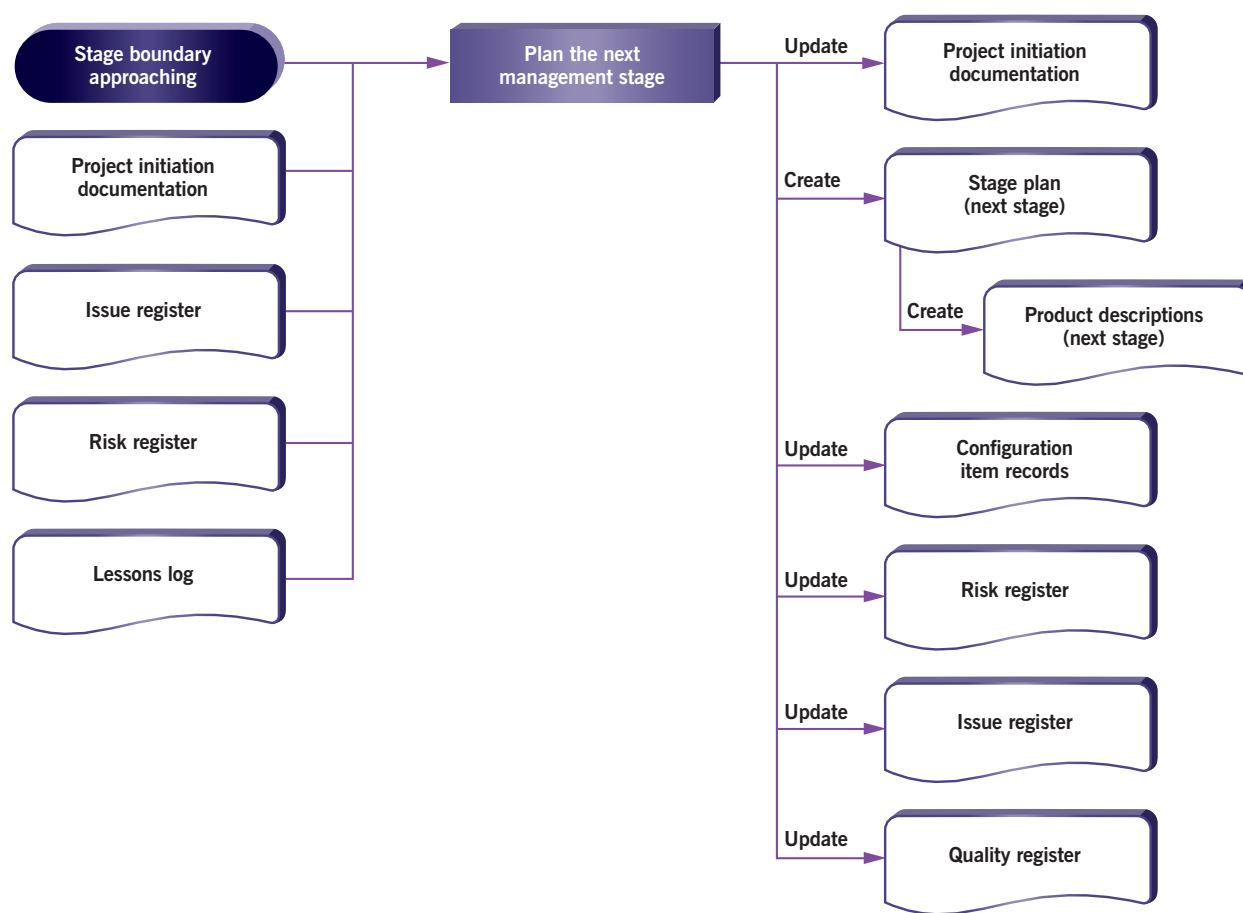 Stage boundary
approaching
Project initiation
documentation
Issue register
Risk register
Lessons log
Plan the next
management stage
Update
Project initiation
documentation
Create
Stage plan
(next stage)
Create
Product descriptions
(next stage)
Update
Configuration
item records
Update
Risk register
Update
Issue register
Update
Quality register